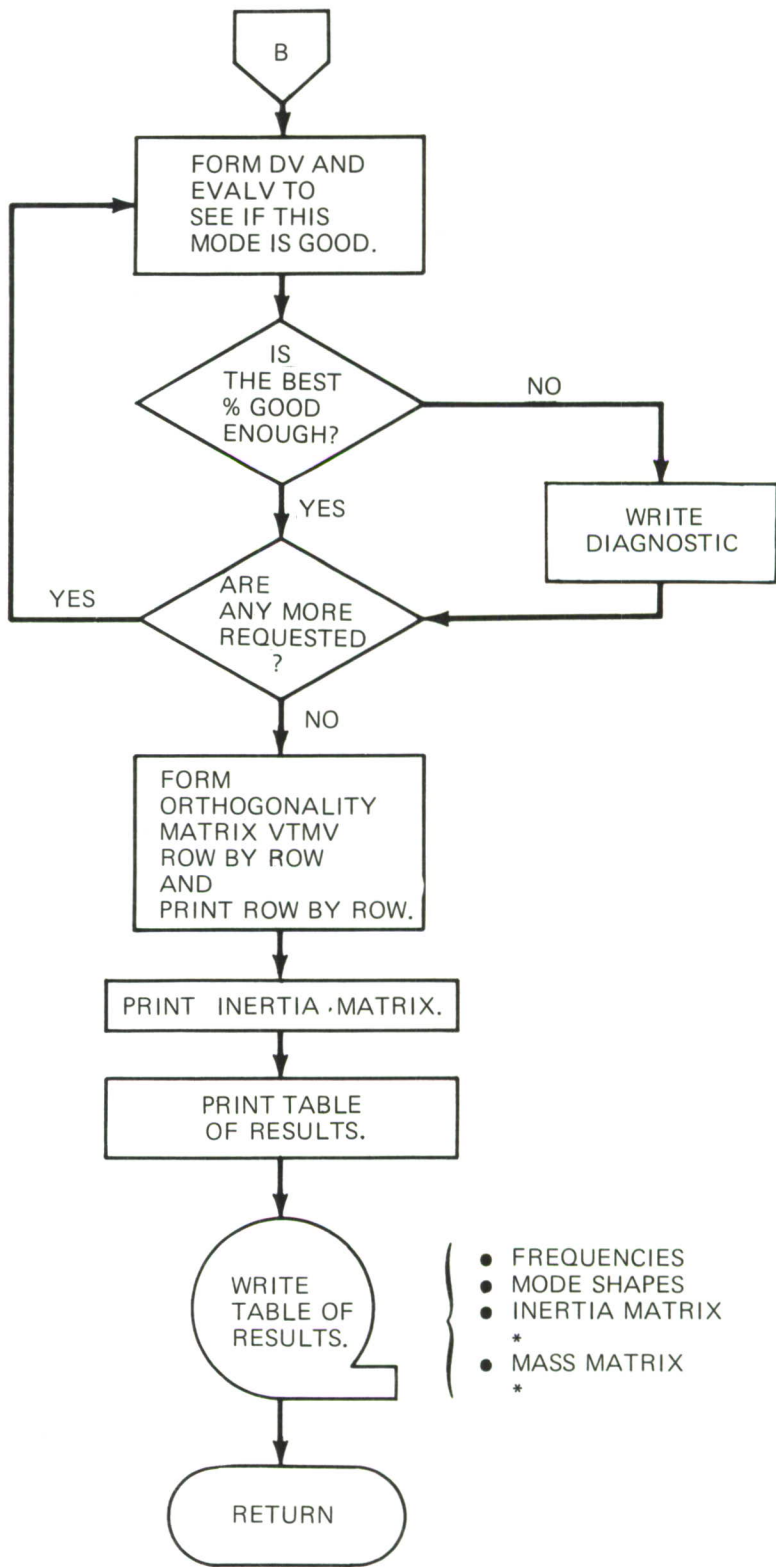 B
FORM DV AND
EVALV TO
SEE IF THIS
MODE IS GOOD.
IS
THE BEST
% GOOD
ENOUGH?
NO
YES
WRITE
DIAGNOSTIC
ARE
ANY MORE
REQUESTED
?
YES
NO
FORM
ORTHOGONALITY
MATRIX VTMV
ROW BY ROW
AND
PRINT ROW BY ROW.
PRINT INERTIA MATRIX.
PRINT TABLE
OF RESULTS.
WRITE
TABLE OF
RESULTS.
● FREQUENCIES
● MODE SHAPES
● INERTIA MATRIX
*
● MASS MATRIX
*
RETURN